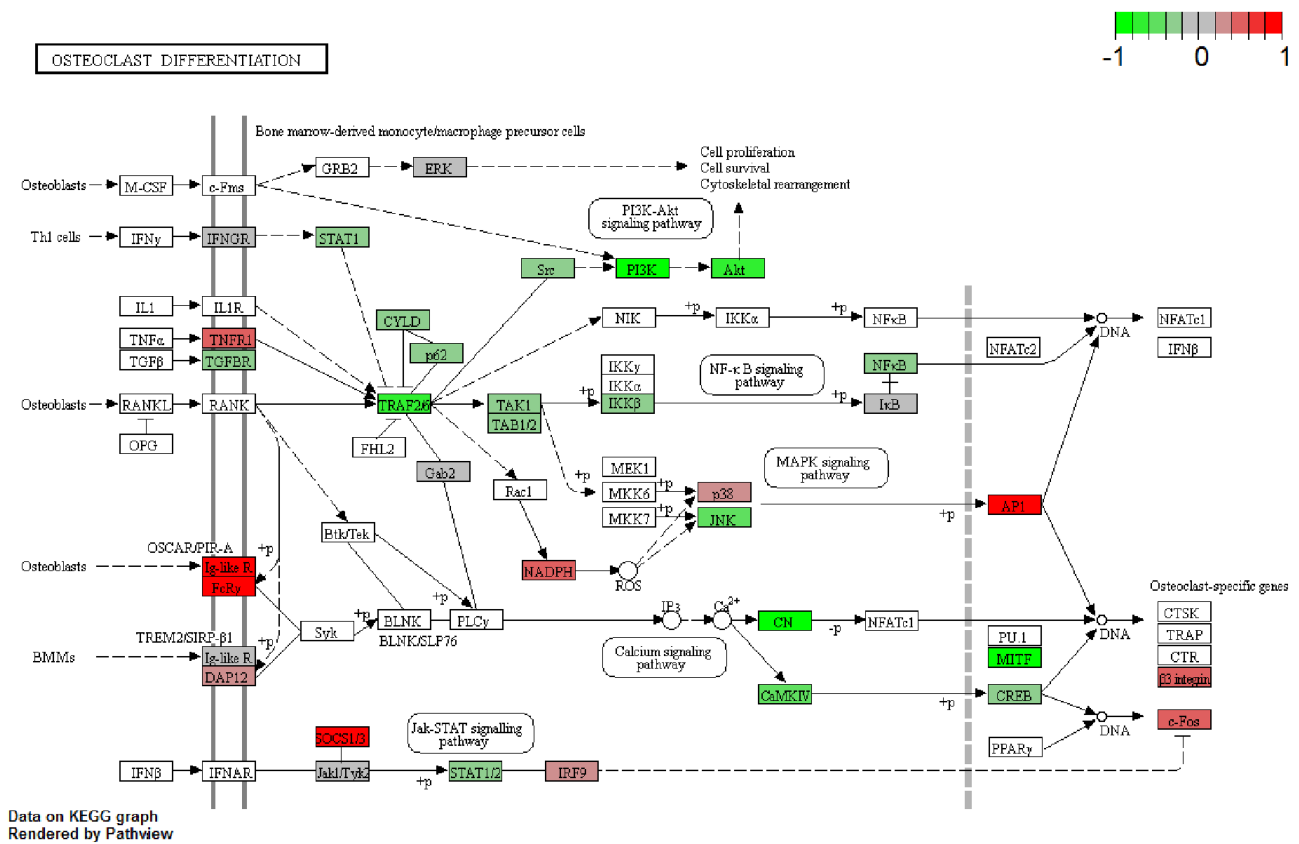 -1 0 1
OSTEOCLAST DIFFERENTIATION
Bone marrow-derived monocyte/macrophage precursor cells
GRB2 ERK
Cell proliferation
Cell survival
Cytoskeletal rearrangement
Osteoblasts M-CSF c-Fms
PI3K-Akt
signaling pathway
Th1 cells IFNγ IFNGR STAT1
Src PI3K Akt
IL1 IL1R
CYLD
NIK +p IKKα +p NFκB
DNA
NFATc1
TNFα TNFR1
NFATc2
IFNβ
TGFβ TGFBR
p62
IKKγ
IKKα
IKKβ
+p
NF-κB signaling
pathway
NFκB
Osteoblasts RANKL RANK
TRAF2/6
TAK1
TAB1/2
+p
IκB
OPG
FHL2
Gab2
Rac1
+p
MEK1
MKK6 +p p38
MKK7 +p JNK
MAPK signaling
pathway
+p
AP1
Btk/Tek
OSCAR/PIR-A +p
Osteoblasts Ig-like R
FcRγ
NADPH
ROS
Syk +p BLNK +p PLCγ
BLNK/SLP76
IP3 Ca2+
CN -p NFATc1
DNA
Osteoclast-specific genes
CTSK
TRAP
CTR
β3 integrin
Calcium signaling
pathway
TREM2/SIRP-β1 +p
BMMs Ig-like R
DAP12
PU.1
MITF
CaMKIV +p CREB
DNA
c-Fos
PPARγ
SOCS1/3
Jak-STAT signalling
pathway
IFNβ IFNAR Jak1/Tyk2 +p STAT1/2 IRF9
Data on KEGG graph
Rendered by Pathview